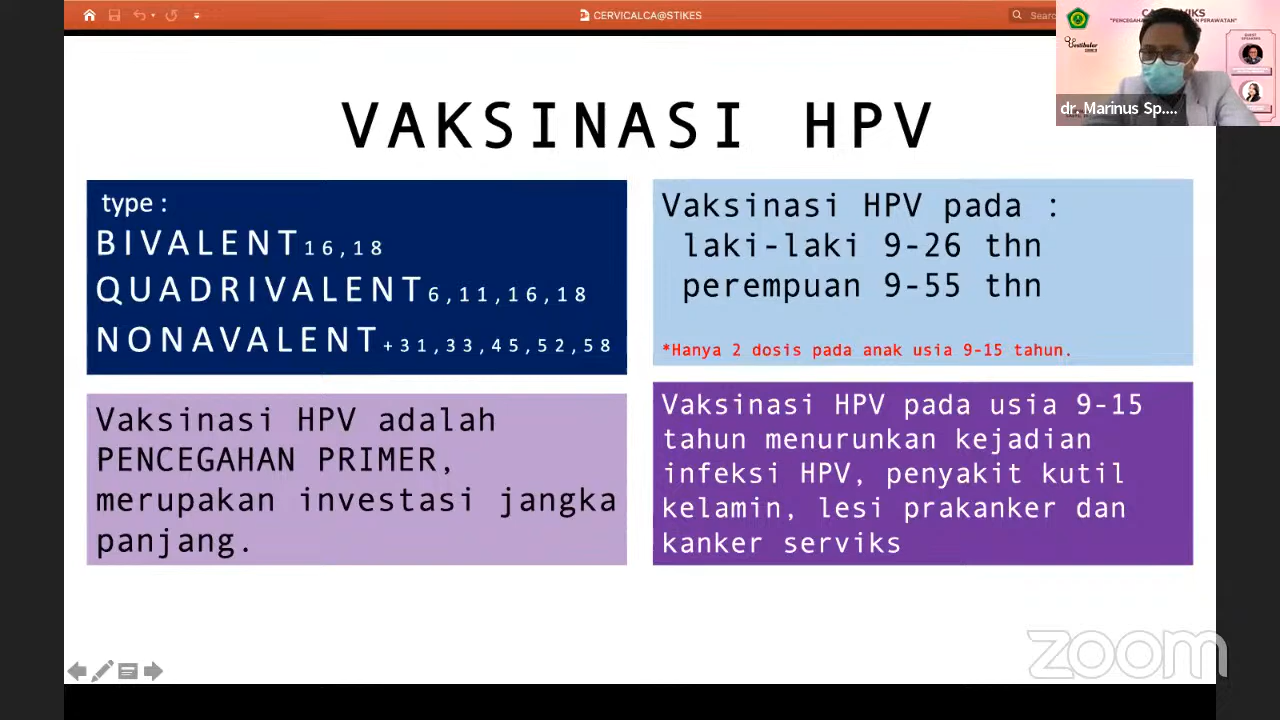 CERVICALCA@STIKES
Searc
VAKSINASI HPV
type :
BIVALENT16,18
QUADRIVALENT6,11,16,18
NONAVALENT+31,33,45,52,58
Vaksinasi HPV pada :
laki-laki 9-26 thn
perempuan 9-55 thn
*Hanya 2 dosis pada anak usia 9-15 tahun.
Vaksinasi HPV adalah
PENCEGAHAN PRIMER,
merupakan investasi jangka
panjang.
Vaksinasi HPV pada usia 9-15
tahun menurunkan kejadian
infeksi HPV, penyakit kutil
kelamin, lesi prakanker dan
kanker serviks
dr. Marinus Sp....
zoom